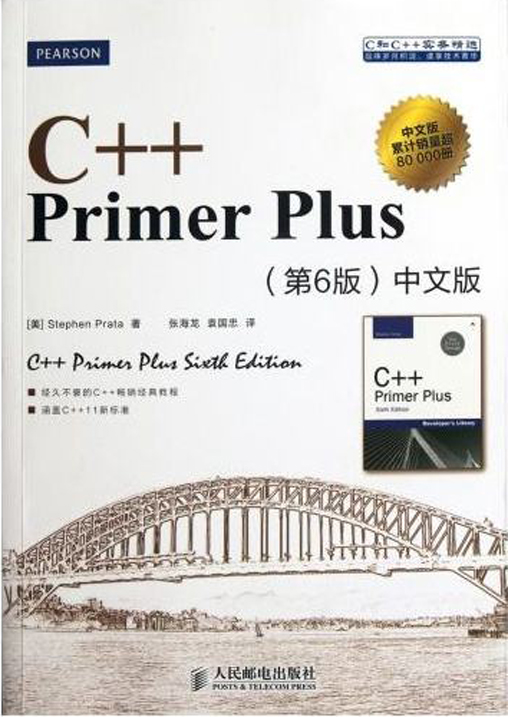 PEARSON
C和C++实务精选
中文版
累计销量超
80 000册
C++
Primer Plus
(第6版)中文版
[美] Stephen Prata 著 张海龙 袁国忠 译
C++ Primer Plus Sixth Edition
■ 经久不衰的C++畅销经典教程
■ 涵盖C++11新标准
C++
Primer Plus
Sixth Edition
Developer's Library
人民邮电出版社
POSTS & TELECOM PRESS